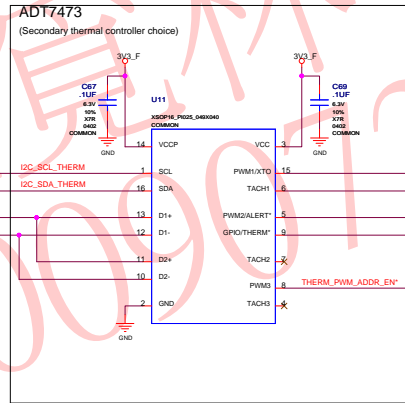 ADT7473
(Secondary thermal controller choice)
3V3_F
3V3_F
C67
.1UF
6.3V
10%
X7R
0402
COMMON
GND
U11
XSOP16_PI025_049X040
COMMON
C69
.1UF
6.3V
10%
X7R
0402
COMMON
GND
14 VCCP VCC 3
I2C_SCL_THERM 1 SCL PWM1/XTO 15
I2C_SDA_THERM 16 SDA TACH1 6
13 D1+ PWM2/ALERT* 5
12 D1- GPIO/THERM* 9
11 D2+ TACH2 7
10 D2- PWM3 8 THERM_PWM_ADDR_EN*
2 GND TACH3 4
GND